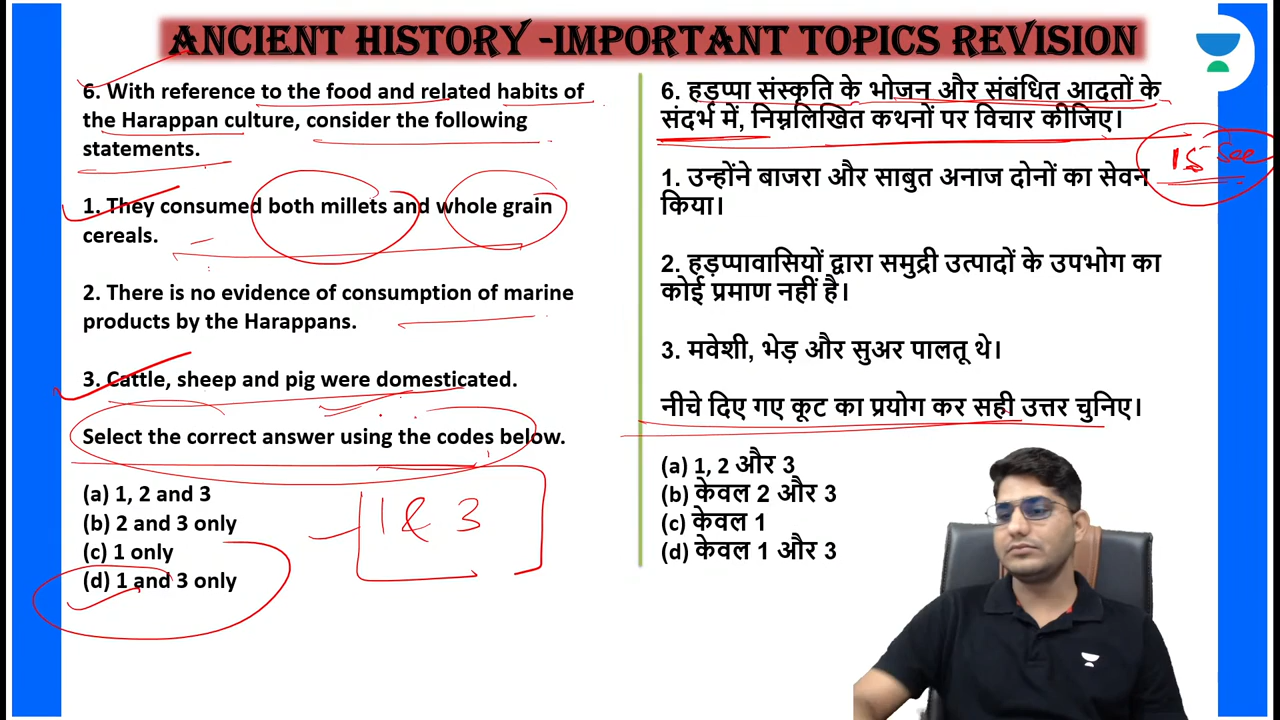 ANCIENT HISTORY -IMPORTANT TOPICS REVISION
6. With reference to the food and related habits of
the Harappan culture, consider the following
statements.
1. They consumed both millets and whole grain
cereals.
2. There is no evidence of consumption of marine
products by the Harappans.
3. Cattle, sheep and pig were domesticated.
Select the correct answer using the codes below.
(a) 1, 2 and 3
(b) 2 and 3 only
(c) 1 only
(d) 1 and 3 only
1 & 3
6. हड़प्पा संस्कृति के भोजन और संबंधित आदतों के
संदर्भ में, निम्नलिखित कथनों पर विचार कीजिए।
15 Sec
1. उन्होंने बाजरा और साबुत अनाज दोनों का सेवन
किया।
2. हड़प्पावासियों द्वारा समुद्री उत्पादों के उपभोग का
कोई प्रमाण नहीं है।
3. मवेशी, भेड़ और सुअर पालतू थे।
नीचे दिए गए कूट का प्रयोग कर सही उत्तर चुनिए।
(a) 1, 2 और 3
(b) केवल 2 और 3
(c) केवल 1
(d) केवल 1 और 3